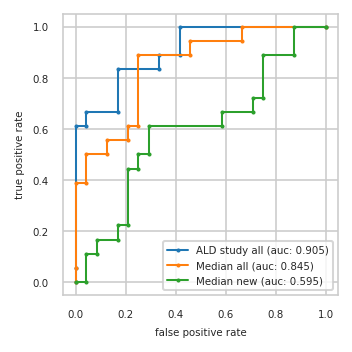 1.0
0.8
0.6
0.4
0.2
0.0
true positive rate
ALD study all (auc: 0.905)
Median all (auc: 0.845)
Median new (auc: 0.595)
0.0 0.2 0.4 0.6 0.8 1.0
false positive rate